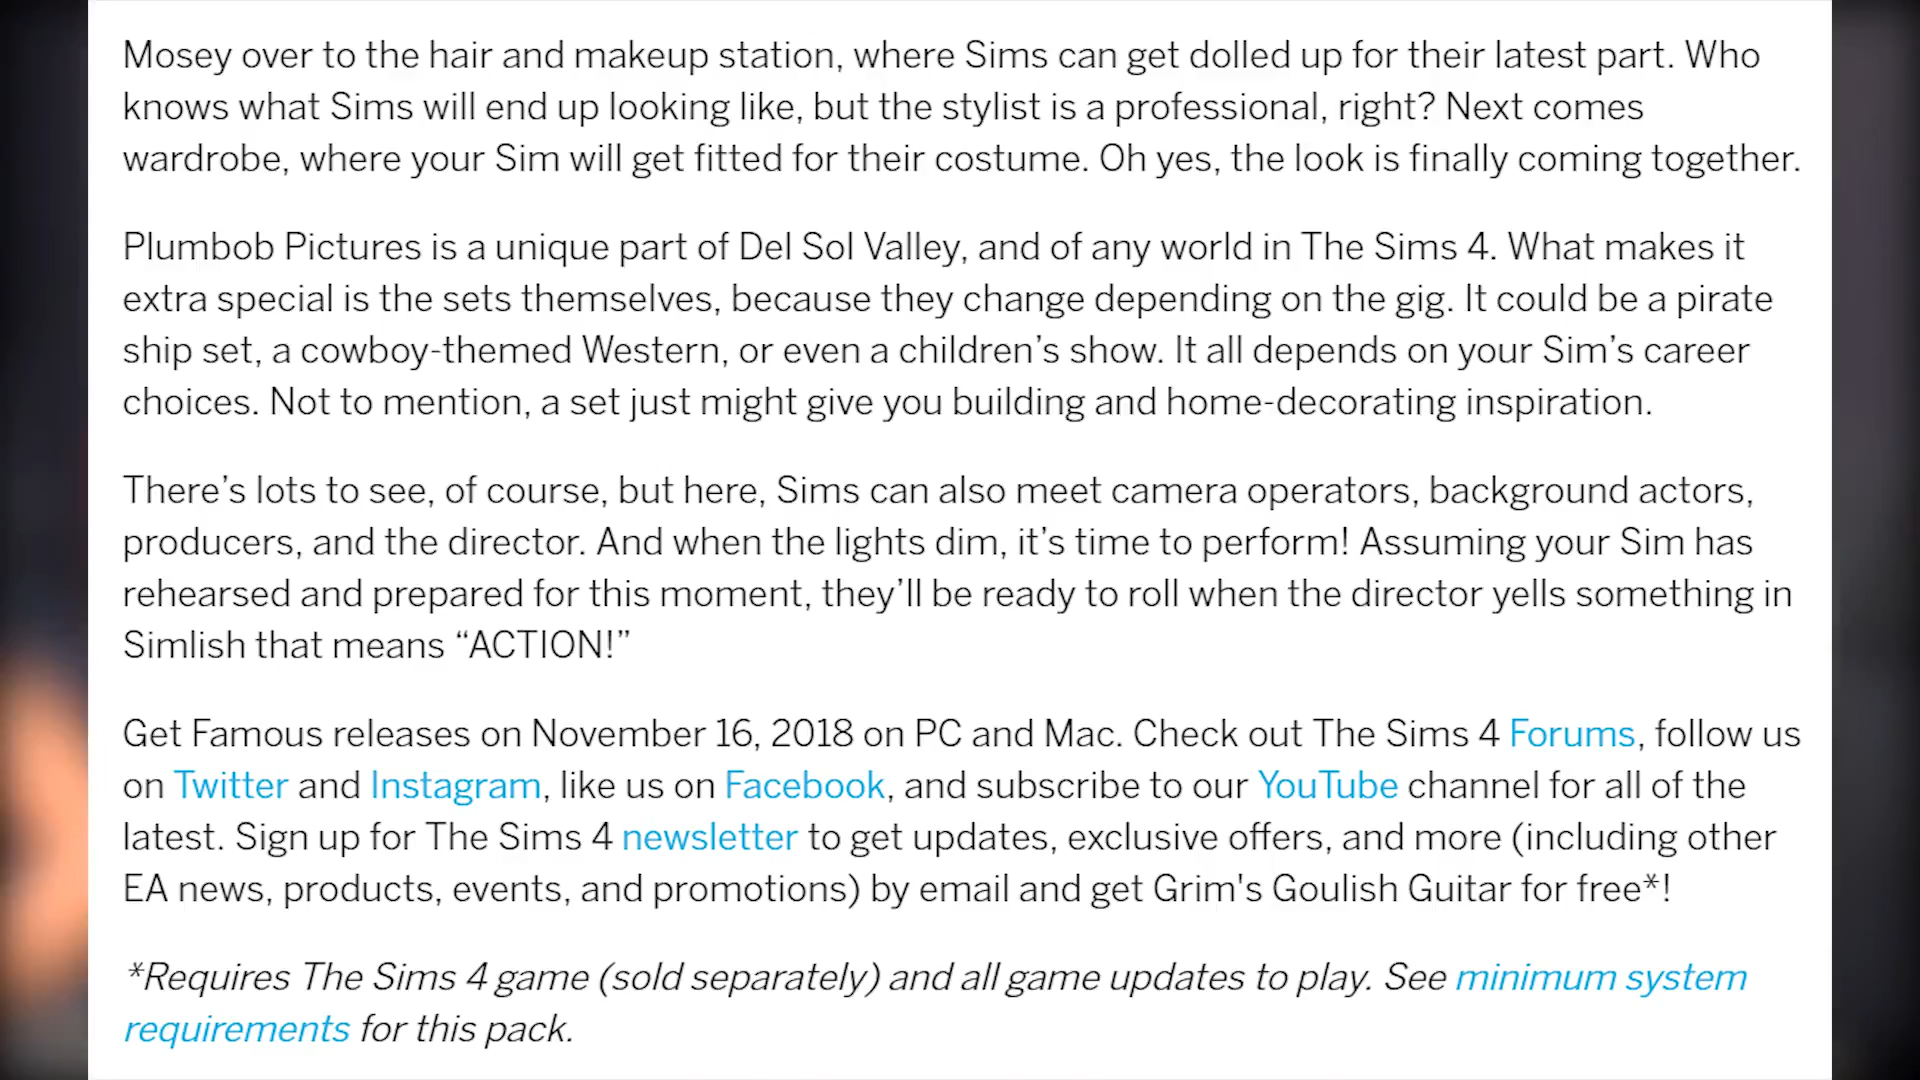 Mosey over to the hair and makeup station, where Sims can get dolled up for their latest part. Who
knows what Sims will end up looking like, but the stylist is a professional, right? Next comes
wardrobe, where your Sim will get fitted for their costume. Oh yes, the look is finally coming together.
Plumbob Pictures is a unique part of Del Sol Valley, and of any world in The Sims 4. What makes it
extra special is the sets themselves, because they change depending on the gig. It could be a pirate
ship set, a cowboy-themed Western, or even a children’s show. It all depends on your Sim’s career
choices. Not to mention, a set just might give you building and home-decorating inspiration.
There’s lots to see, of course, but here, Sims can also meet camera operators, background actors,
producers, and the director. And when the lights dim, it’s time to perform! Assuming your Sim has
rehearsed and prepared for this moment, they’ll be ready to roll when the director yells something in
Simlish that means “ACTION!”
Get Famous releases on November 16, 2018 on PC and Mac. Check out The Sims 4 Forums, follow us
on Twitter and Instagram, like us on Facebook, and subscribe to our YouTube channel for all of the
latest. Sign up for The Sims 4 newsletter to get updates, exclusive offers, and more (including other
EA news, products, events, and promotions) by email and get Grim's Goulish Guitar for free*!
*Requires The Sims 4 game (sold separately) and all game updates to play. See minimum system
requirements for this pack.